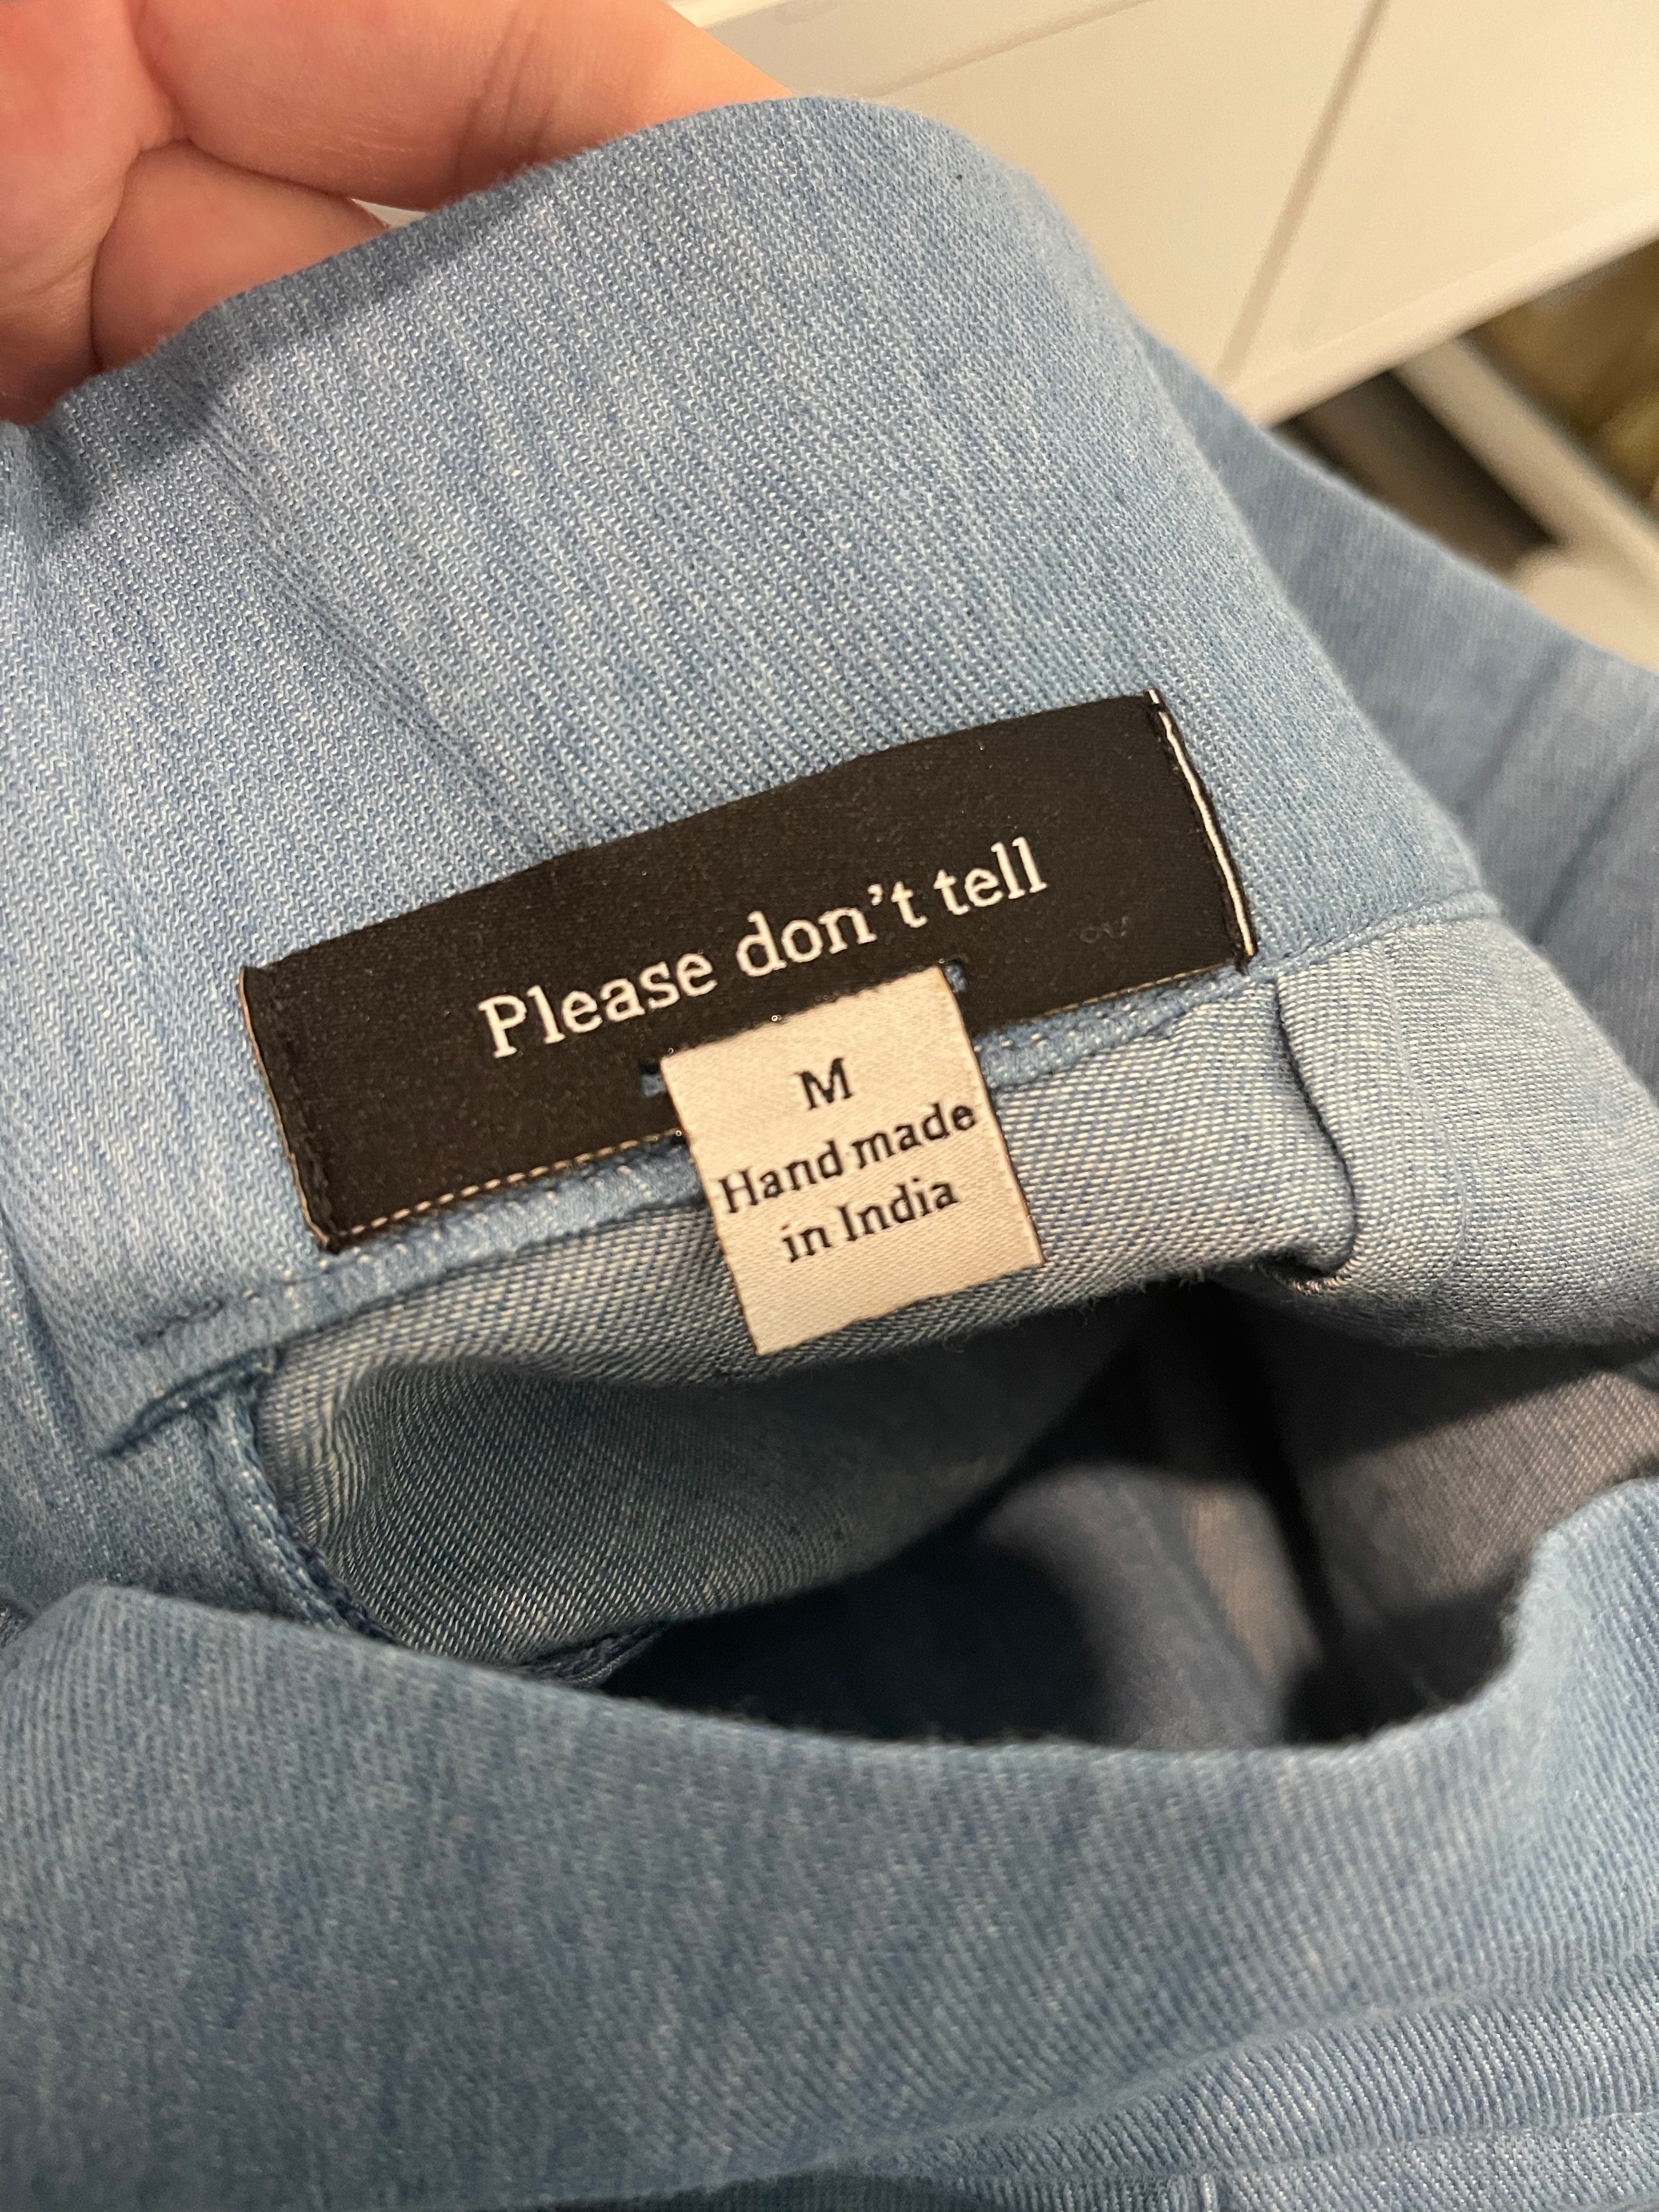 Please don't tell
M
Hand made
in India